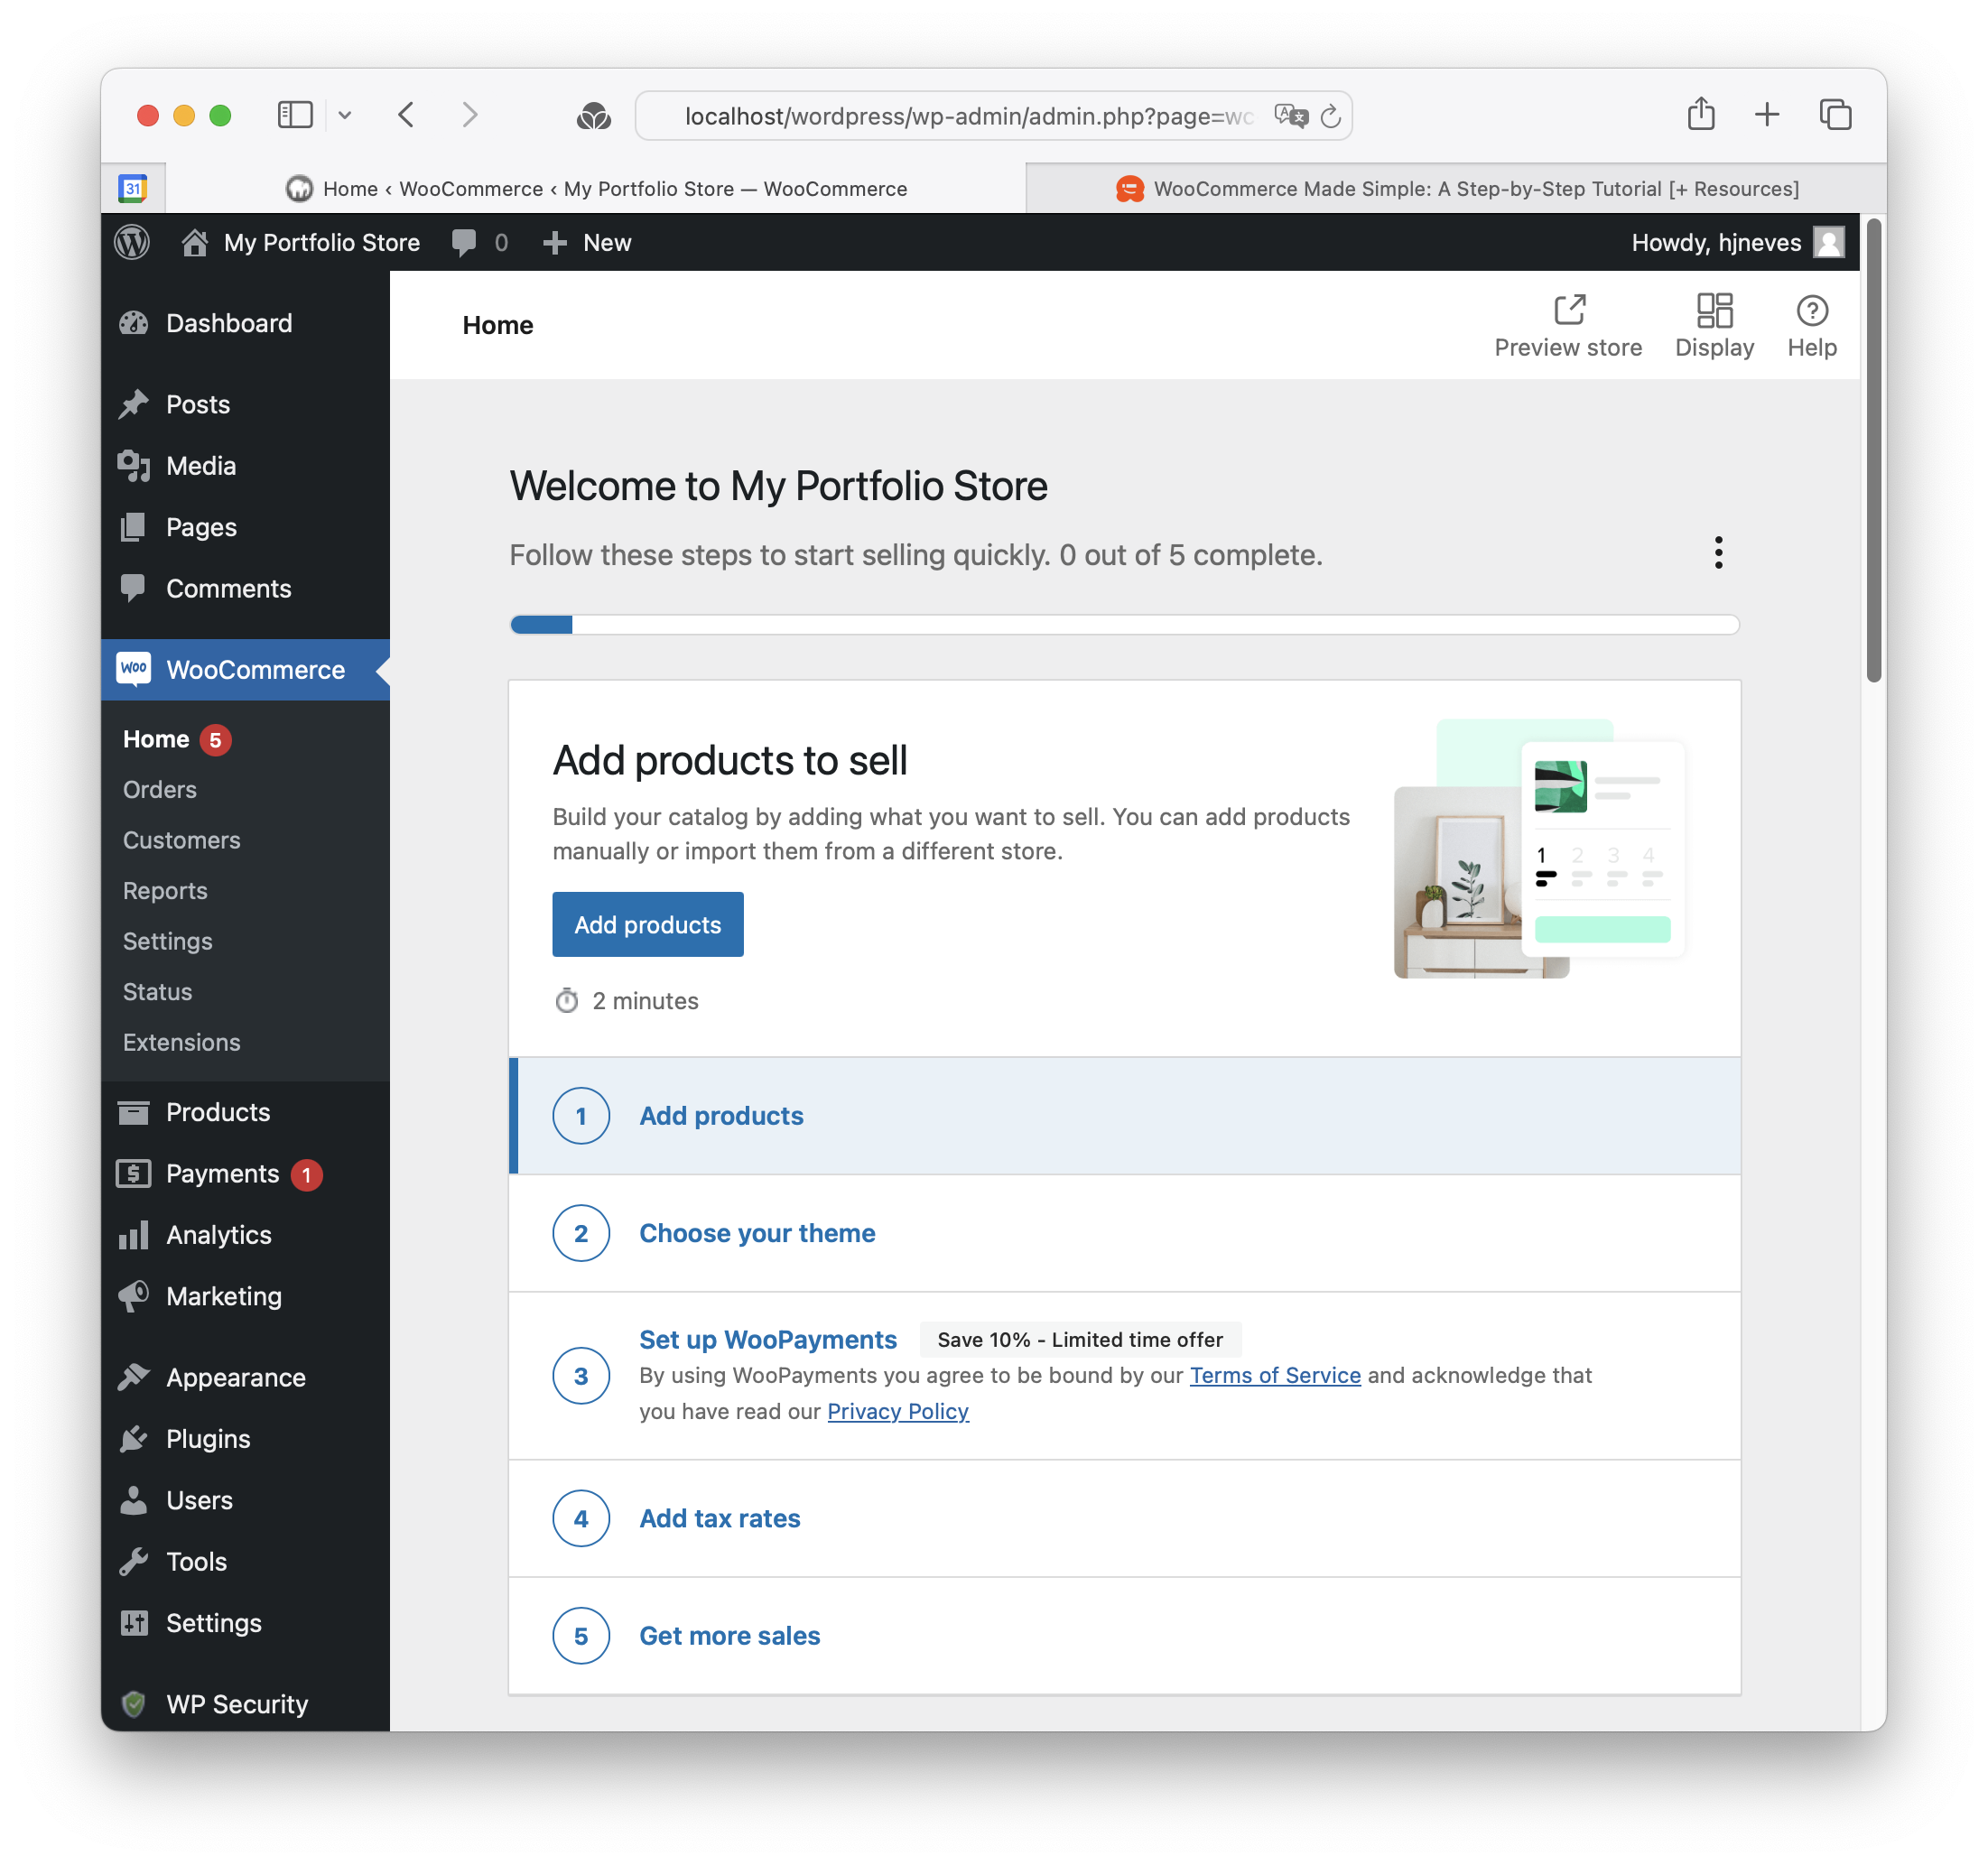 localhost/wordpress/wp-admin/admin.php?page=wc
31
Home ‹ WooCommerce ‹ My Portfolio Store — WooCommerce
WooCommerce Made Simple: A Step-by-Step Tutorial [+ Resources]
My Portfolio Store
0
New
Howdy, hjneves
Dashboard
Posts
Media
Pages
Comments
WOO WooCommerce
Home 5
Orders
Customers
Reports
Settings
Status
Extensions
Products
Payments 1
Analytics
Marketing
Appearance
Plugins
Users
Tools
Settings
WP Security
Home
Preview store
Display
Help
Welcome to My Portfolio Store
Follow these steps to start selling quickly. 0 out of 5 complete.
Add products to sell
Build your catalog by adding what you want to sell. You can add products
manually or import them from a different store.
Add products
2 minutes
1 2 3 4
1 Add products
2 Choose your theme
3 Set up WooPayments Save 10% - Limited time offer
By using WooPayments you agree to be bound by our Terms of Service and acknowledge that
you have read our Privacy Policy
4 Add tax rates
5 Get more sales